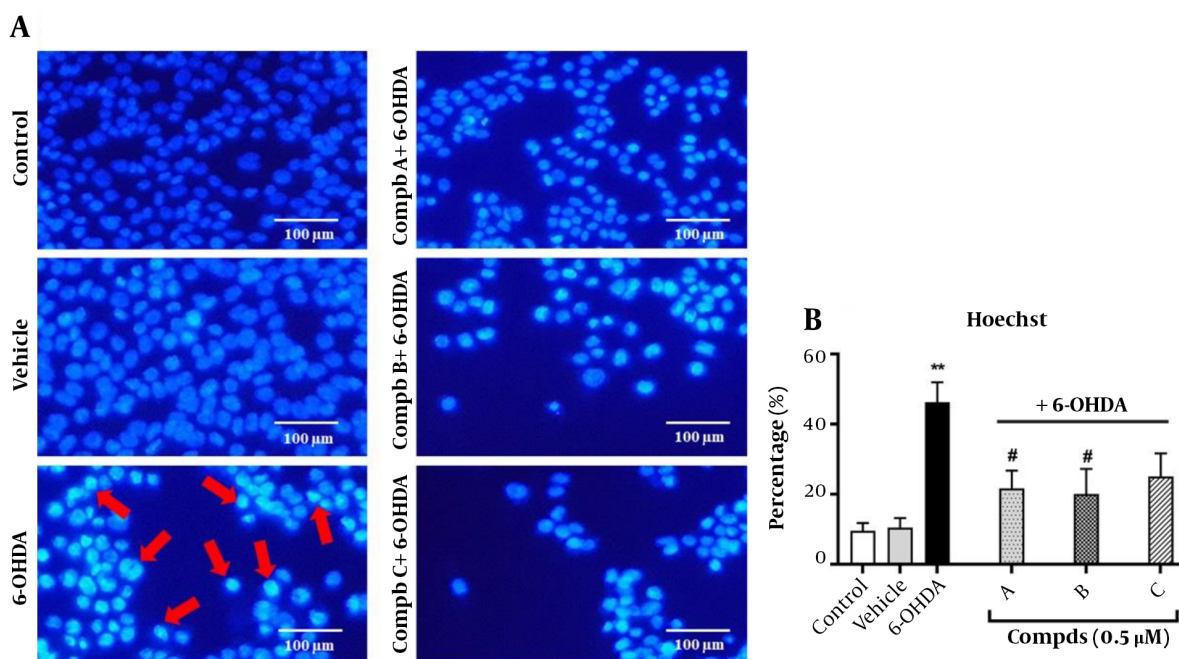 A
Control
100 µm
Compb A+ 6-OHDA
100 µm
Vehicle
100 µm
Compb B+ 6-OHDA
100 µm
6-OHDA
100 µm
Compb C+ 6-OHDA
100 µm
B
Hoechst
Percentage (%)
60
40
20
0
**
+ 6-OHDA
#
#
Control
Vehicle
6-OHDA
A
B
C
Compds (0.5 µM)